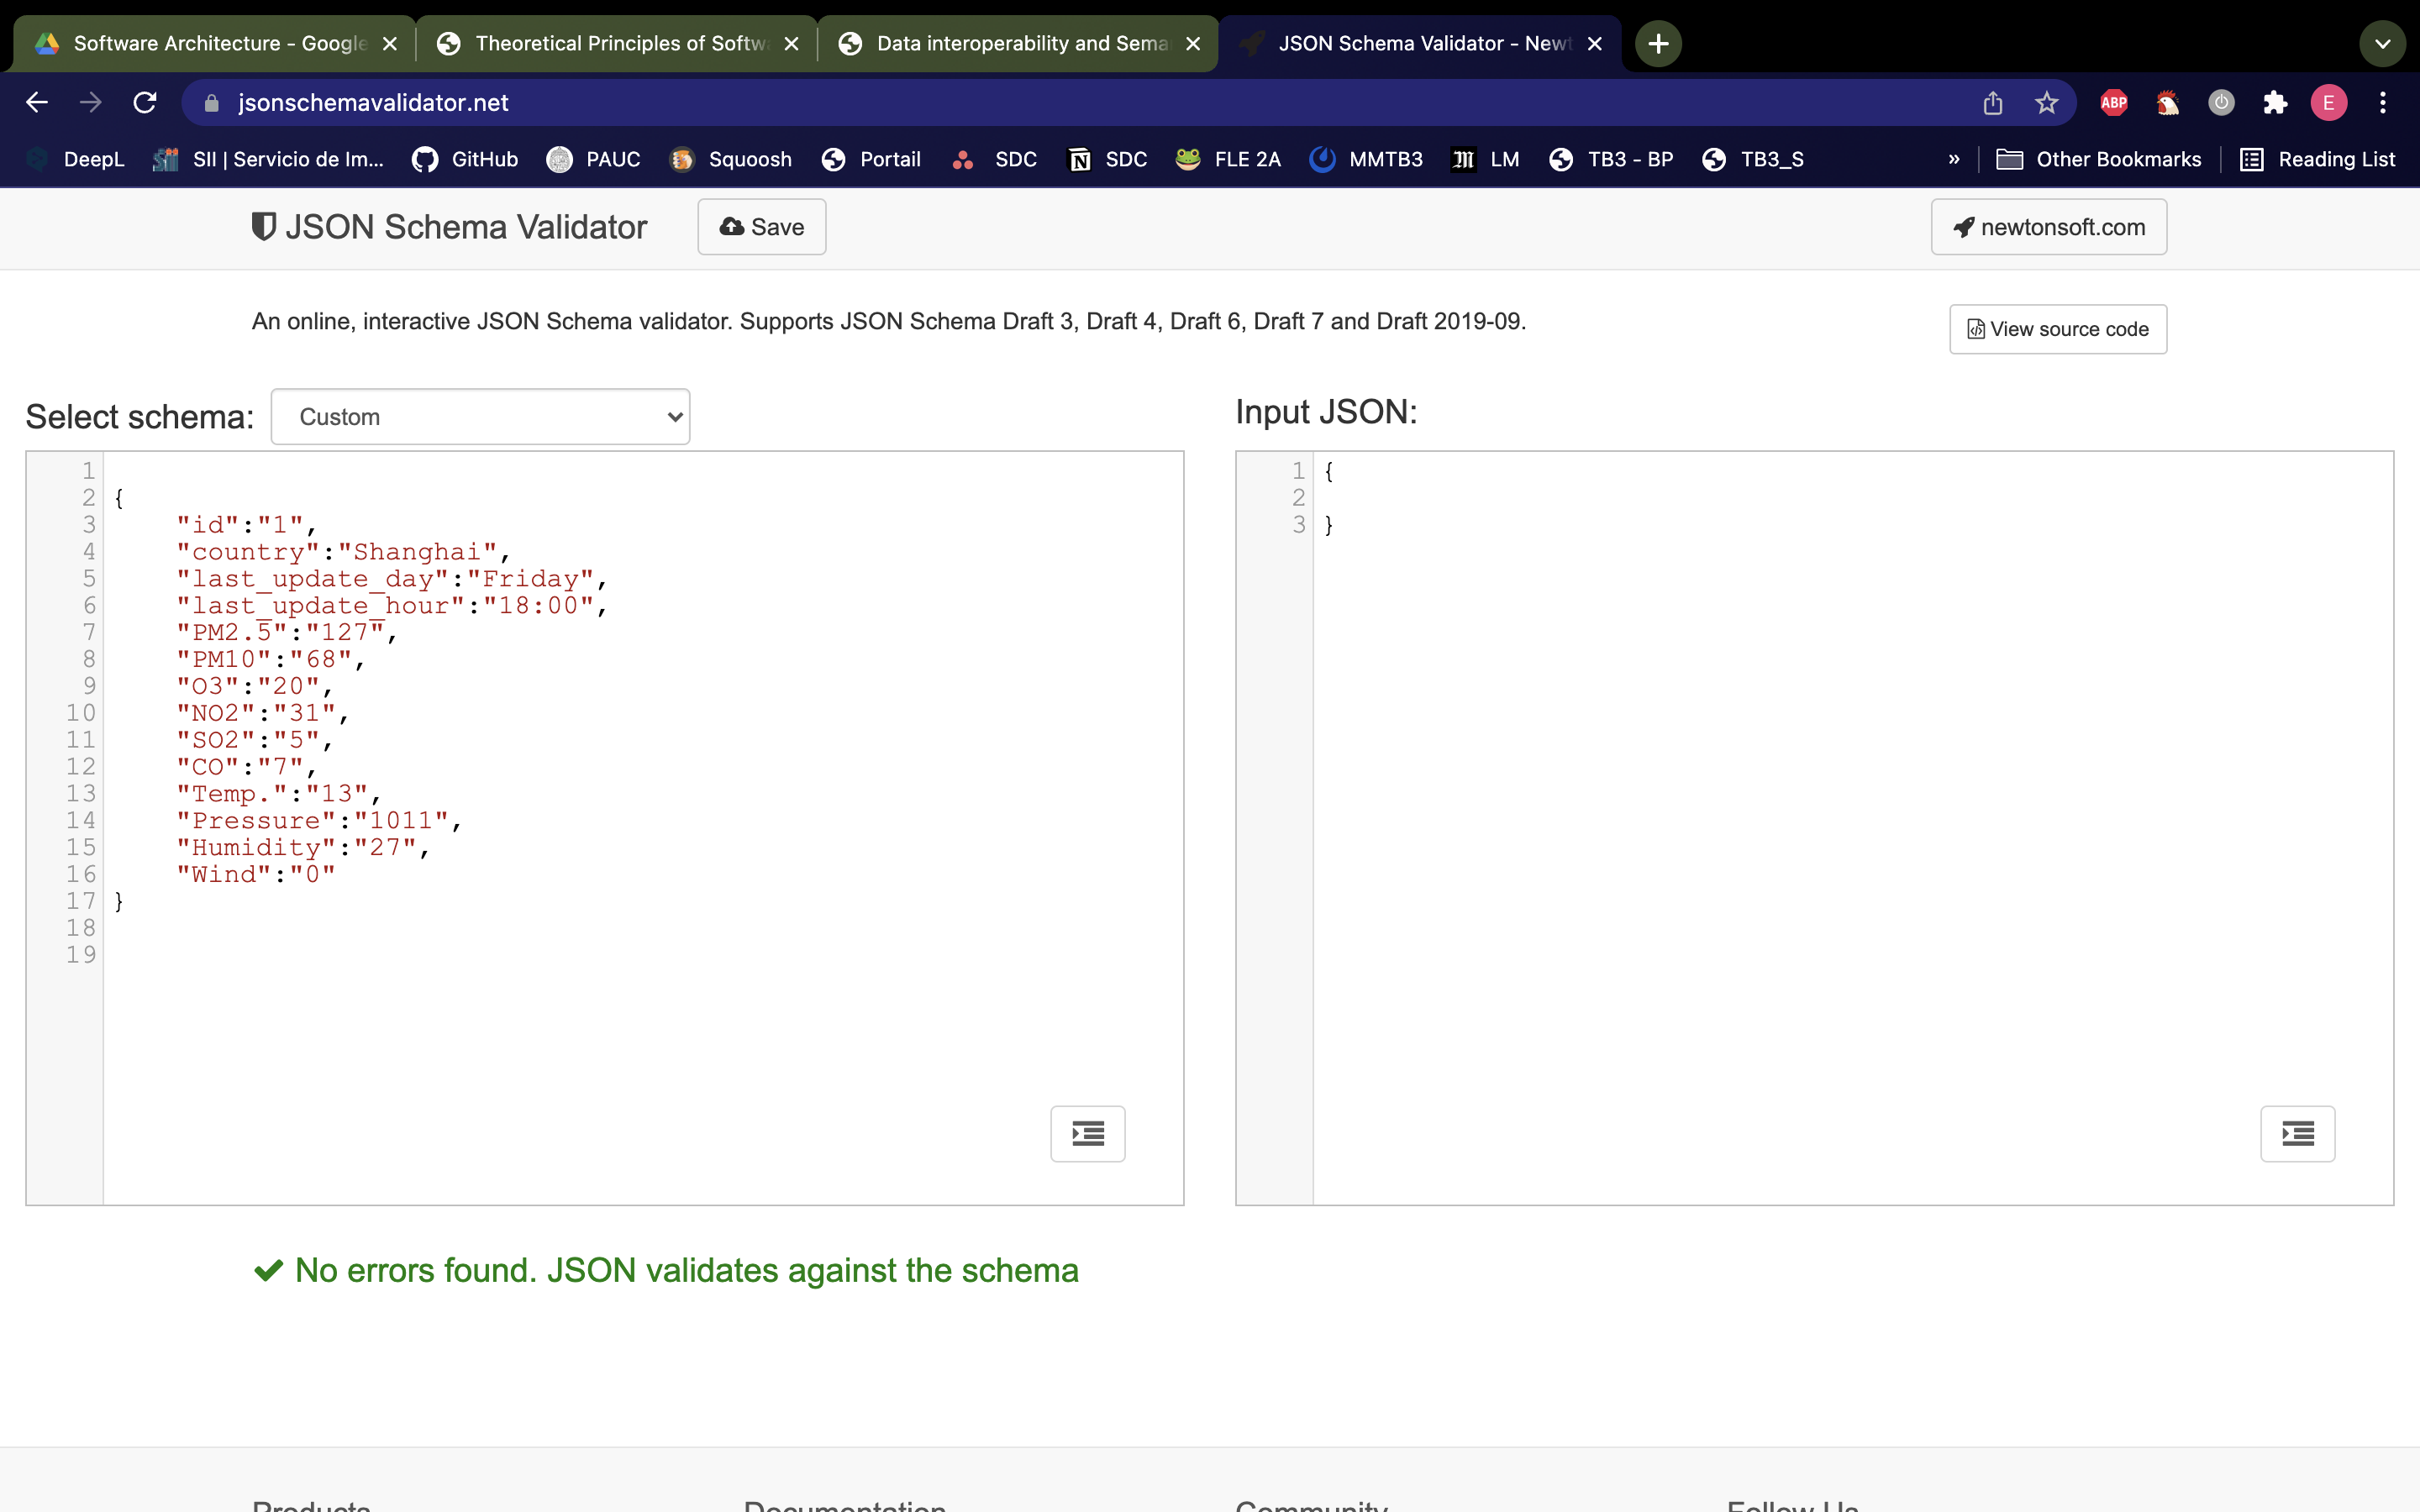 Software Architecture - Google
Theoretical Principles of Softw
Data interoperability and Sema
JSON Schema Validator - Newt
jsonschemavalidator.net
ABP
E
DeepL
SII | Servicio de Im...
GitHub
PAUC
Squoosh
Portail
SDC
SDC
FLE 2A
MMTB3
LM
TB3 - BP
TB3_S
»
Other Bookmarks
Reading List
JSON Schema Validator
Save
newtonsoft.com
An online, interactive JSON Schema validator. Supports JSON Schema Draft 3, Draft 4, Draft 6, Draft 7 and Draft 2019-09.
View source code
Select schema:
Custom
1
2 {
3 "id":"1",
4 "country":"Shanghai",
5 "last_update_day":"Friday",
6 "last_update_hour":"18:00",
7 "PM2.5":"127",
8 "PM10":"68",
9 "O3":"20",
10 "NO2":"31",
11 "SO2":"5",
12 "CO":"7",
13 "Temp.":"13",
14 "Pressure":"1011",
15 "Humidity":"27",
16 "Wind":"0"
17 }
18
19
Input JSON:
1 {
2
3 }
No errors found. JSON validates against the schema
Products
Documentation
Community
Follow Us